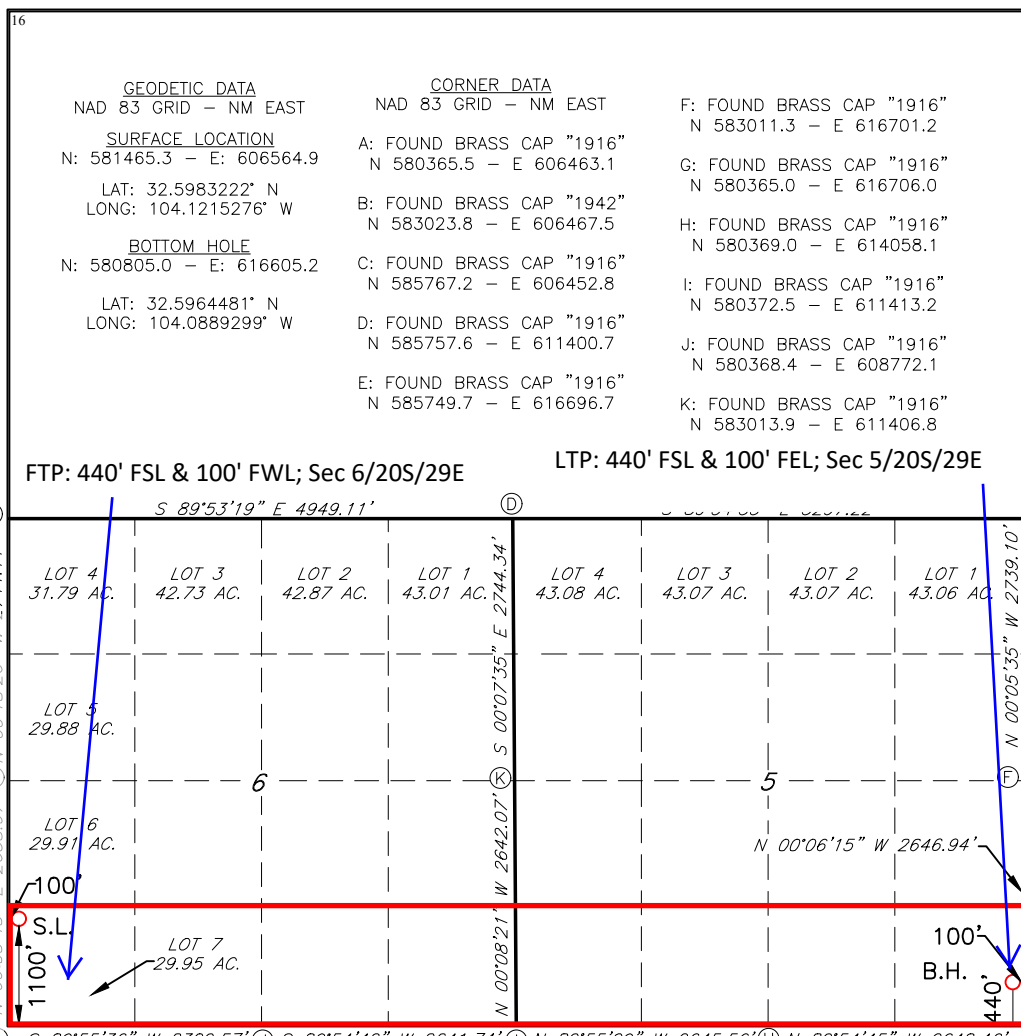 16
GEODETIC DATA
NAD 83 GRID – NM EAST
SURFACE LOCATION
N: 581465.3 – E: 606564.9
LAT: 32.5983222° N
LONG: 104.1215276° W
BOTTOM HOLE
N: 580805.0 – E: 616605.2
LAT: 32.5964481° N
LONG: 104.0889299° W
CORNER DATA
NAD 83 GRID – NM EAST
A: FOUND BRASS CAP "1916"
N 580365.5 – E 606463.1
B: FOUND BRASS CAP "1942"
N 583023.8 – E 606467.5
C: FOUND BRASS CAP "1916"
N 585767.2 – E 606452.8
D: FOUND BRASS CAP "1916"
N 585757.6 – E 611400.7
E: FOUND BRASS CAP "1916"
N 585749.7 – E 616696.7
F: FOUND BRASS CAP "1916"
N 583011.3 – E 616701.2
G: FOUND BRASS CAP "1916"
N 580365.0 – E 616706.0
H: FOUND BRASS CAP "1916"
N 580369.0 – E 614058.1
I: FOUND BRASS CAP "1916"
N 580372.5 – E 611413.2
J: FOUND BRASS CAP "1916"
N 580368.4 – E 608772.1
K: FOUND BRASS CAP "1916"
N 583013.9 – E 611406.8
FTP: 440' FSL & 100' FWL; Sec 6/20S/29E
LTP: 440' FSL & 100' FEL; Sec 5/20S/29E
S 89°53'19" E 4949.11'
D
LOT 4
31.79 AC.
LOT 3
42.73 AC.
LOT 2
42.87 AC.
LOT 1
43.01 AC.
S 00°07'35" E 2744.34'
LOT 4
43.08 AC.
LOT 3
43.07 AC.
LOT 2
43.07 AC.
LOT 1
43.06 AC.
N 00°05'35" W 2739.10'
LOT 5
29.88 AC.
6
K
5
F
LOT 6
29.91 AC.
N 00°08'21" W 2642.07'
N 00°06'15" W 2646.94'
100'
S.L.
1100'
LOT 7
29.95 AC.
100'
B.H.
440'